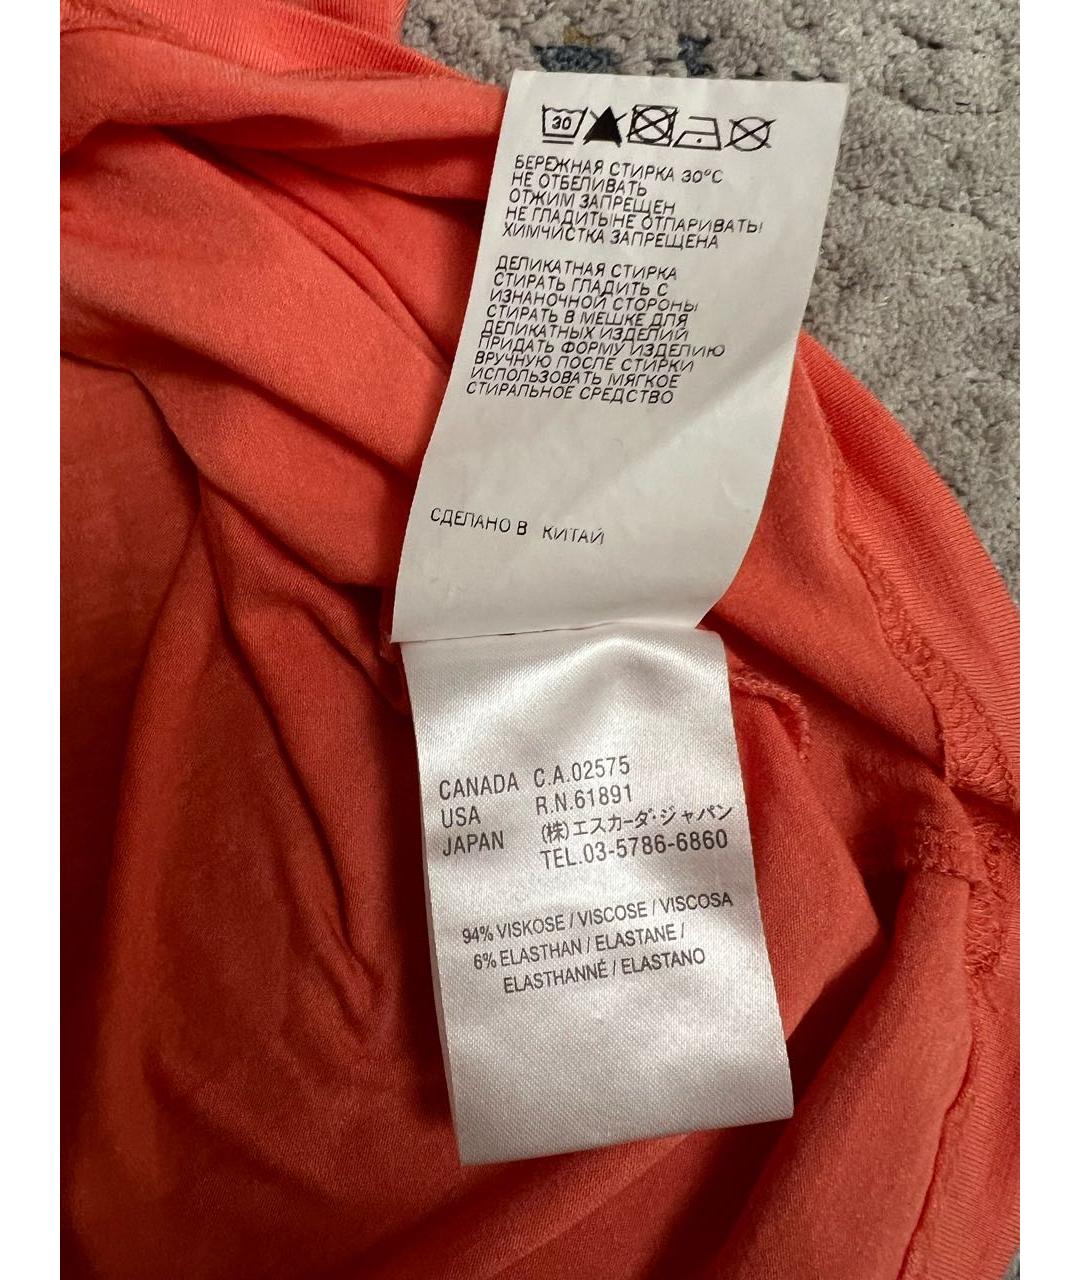 30
БЕРЕЖНАЯ СТИРКА 30°C
НЕ ОТБЕЛИВАТЬ
ОТЖИМ ЗАПРЕЩЕН
НЕ ГЛАДИТЬ!НЕ ОТПАРИВАТЬ!
ХИМЧИСТКА ЗАПРЕЩЕНА
ДЕЛИКАТНАЯ СТИРКА
СТИРАТЬ ГЛАДИТЬ С
ИЗНАНОЧНОЙ СТОРОНЫ
СТИРАТЬ В МЕШКЕ ДЛЯ
ДЕЛИКАТНЫХ ИЗДЕЛИЙ
ПРИДАТЬ ФОРМУ ИЗДЕЛИЮ
ВРУЧНУЮ ПОСЛЕ СТИРКИ
ИСПОЛЬЗОВАТЬ МЯГКОЕ
СТИРАЛЬНОЕ СРЕДСТВО
СДЕЛАНО В КИТАЙ
CANADA C.A.02575
USA R.N.61891
JAPAN (株)エスカーダ・ジャパン
TEL.03-5786-6860
94% VISKOSE / VISCOSE / VISCOSA
6% ELASTHAN / ELASTANE /
ELASTHANNÉ / ELASTANO